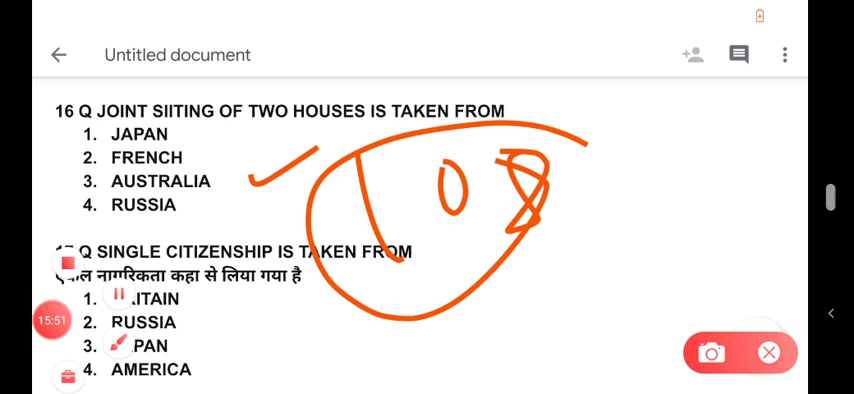 Untitled document
16 Q JOINT SIITING OF TWO HOUSES IS TAKEN FROM
1. JAPAN
2. FRENCH
3. AUSTRALIA
4. RUSSIA
108
Q SINGLE CITIZENSHIP IS TAKEN FROM
नागरिकता कहा से लिया गया है
1.
2. RUSSIA
3.
4. AMERICA
15:51